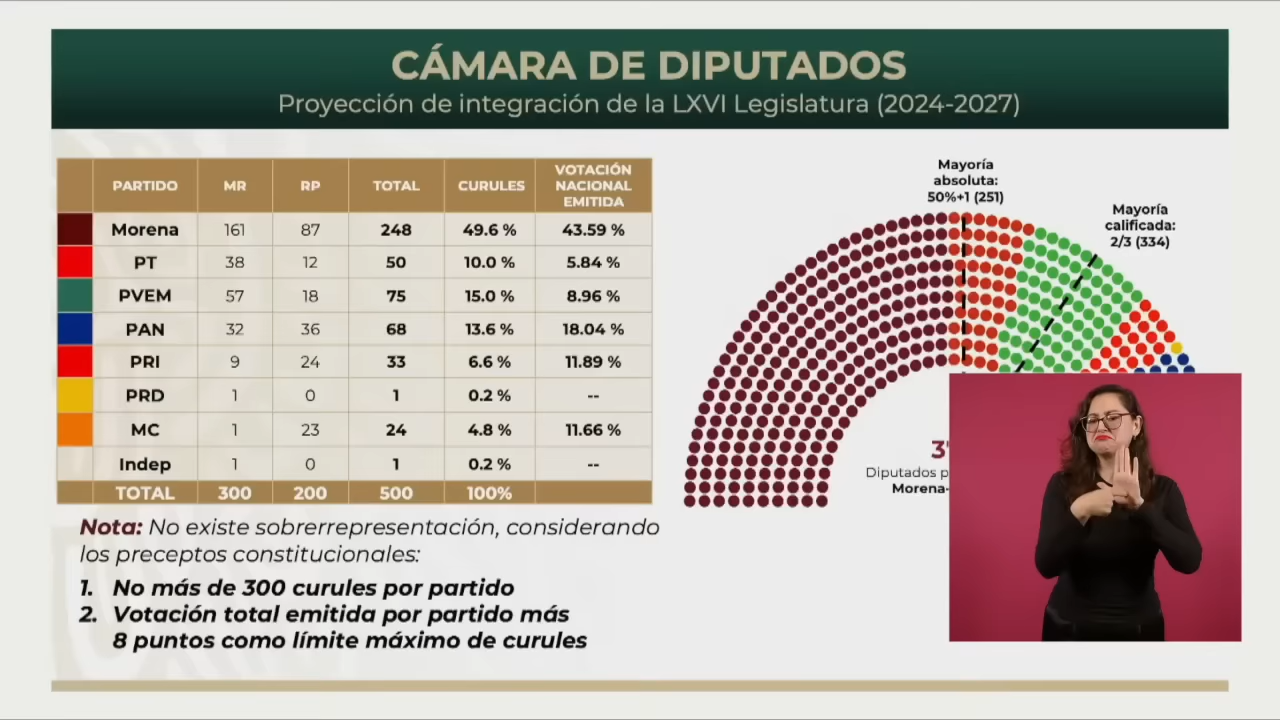 CÁMARA DE DIPUTADOS
Proyección de integración de la LXVI Legislatura (2024-2027)
PARTIDO MR RP TOTAL CURULES VOTACIÓN NACIONAL EMITIDA
Morena 161 87 248 49.6 % 43.59 %
PT 38 12 50 10.0 % 5.84 %
PVEM 57 18 75 15.0 % 8.96 %
PAN 32 36 68 13.6 % 18.04 %
PRI 9 24 33 6.6 % 11.89 %
PRD 1 0 1 0.2 % --
MC 1 23 24 4.8 % 11.66 %
Indep 1 0 1 0.2 % --
TOTAL 300 200 500 100%
Nota: No existe sobrerrepresentación, considerando
los preceptos constitucionales:
1. No más de 300 curules por partido
2. Votación total emitida por partido más
8 puntos como límite máximo de curules
Mayoría
absoluta:
50%+1 (251)
Mayoría
calificada:
2/3 (334)
Diputados p
Morena-